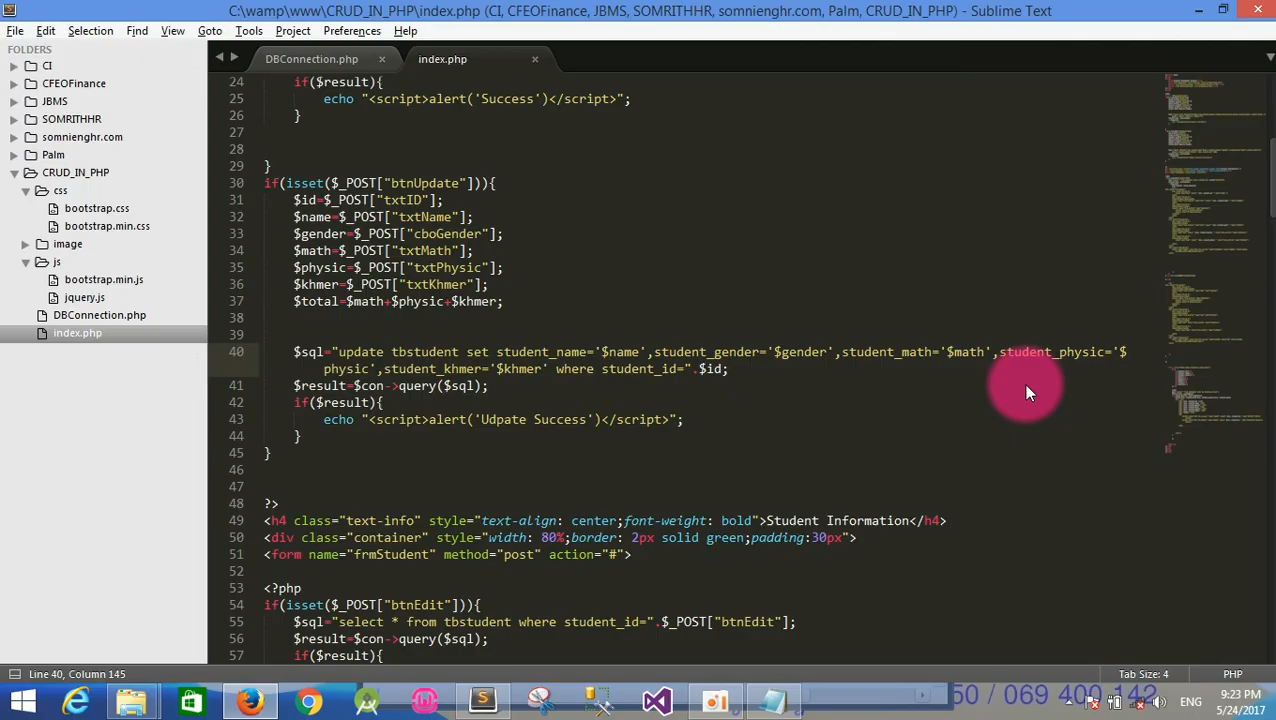 C:\wamp\www\CRUD_IN_PHP\index.php (CI, CFEOFinance, JBMS, SOMRITHHR, somnienghr.com, Palm, CRUD_IN_PHP) - Sublime Text
File Edit Selection Find View Goto Tools Project Preferences Help
FOLDERS
CI
CFEOFinance
JBMS
SOMRITHHR
somnienghr.com
Palm
CRUD_IN_PHP
css
bootstrap.css
bootstrap.min.css
image
js
bootstrap.min.js
jquery.js
DBConnection.php
index.php
DBConnection.php × index.php ×
24 if($result){
25 echo "<script>alert('Success')</script>";
26 }
27
28
29 }
30 if(isset($_POST["btnUpdate"])){
31 $id=$_POST["txtID"];
32 $name=$_POST["txtName"];
33 $gender=$_POST["cboGender"];
34 $math=$_POST["txtMath"];
35 $physic=$_POST["txtPhysic"];
36 $khmer=$_POST["txtKhmer"];
37 $total=$math+$physic+$khmer;
38
39
40 $sql="update tbstudent set student_name='$name',student_gender='$gender',student_math='$math',student_physic='$
physic',student_khmer='$khmer' where student_id=".$id;
41 $result=$con->query($sql);
42 if($result){
43 echo "<script>alert('Udpate Success')</script>";
44 }
45 }
46
47
48 ?>
49 <h4 class="text-info" style="text-align: center;font-weight: bold">Student Information</h4>
50 <div class="container" style="width: 80%;border: 2px solid green;padding:30px">
51 <form name="frmStudent" method="post" action="#">
52
53 <?php
54 if(isset($_POST["btnEdit"])){
55 $sql="select * from tbstudent where student_id=".$_POST["btnEdit"];
56 $result=$con->query($sql);
57 if($result){
Line 40, Column 145
Tab Size: 4 PHP
50 / 069 400 142
ENG
9:23 PM
5/24/2017